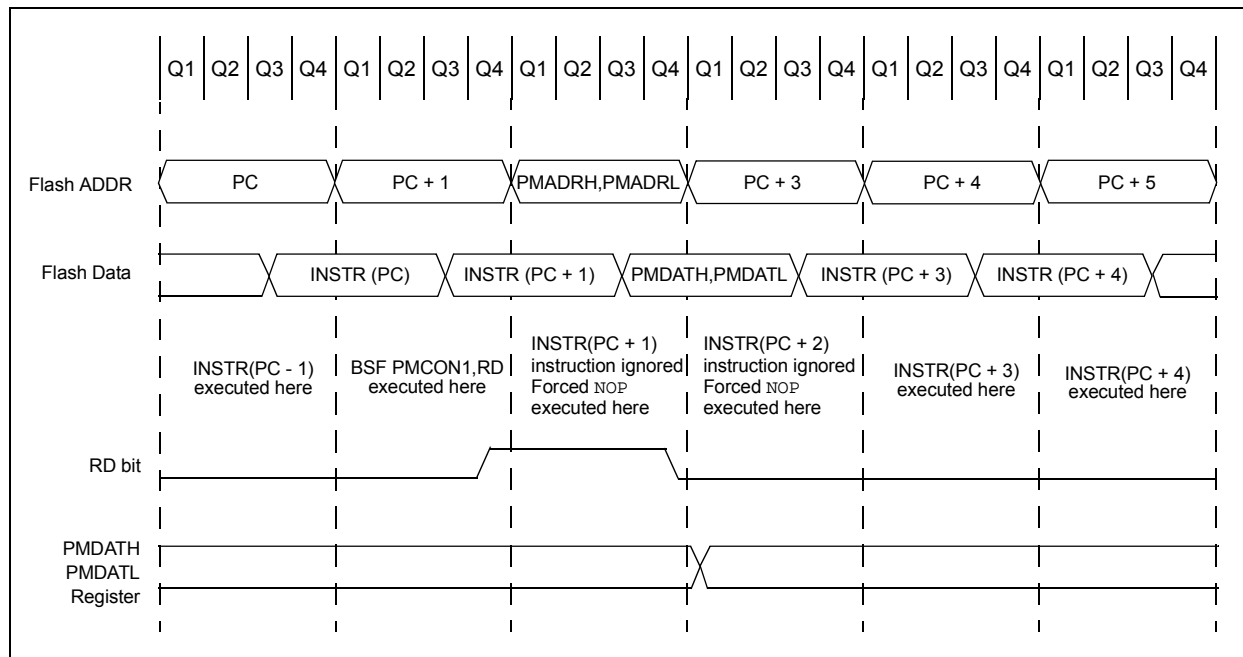 Q1 Q2 Q3 Q4 Q1 Q2 Q3 Q4 Q1 Q2 Q3 Q4 Q1 Q2 Q3 Q4 Q1 Q2 Q3 Q4 Q1 Q2 Q3 Q4
Flash ADDR PC PC + 1 PMADRH,PMADRL PC + 3 PC + 4 PC + 5
Flash Data INSTR (PC) INSTR (PC + 1) PMDATH,PMDATL INSTR (PC + 3) INSTR (PC + 4)
INSTR(PC - 1)
executed here
BSF PMCON1,RD
executed here
INSTR(PC + 1)
instruction ignored
Forced NOP
executed here
INSTR(PC + 2)
instruction ignored
Forced NOP
executed here
INSTR(PC + 3)
executed here
INSTR(PC + 4)
executed here
RD bit
PMDATH
PMDATL
Register